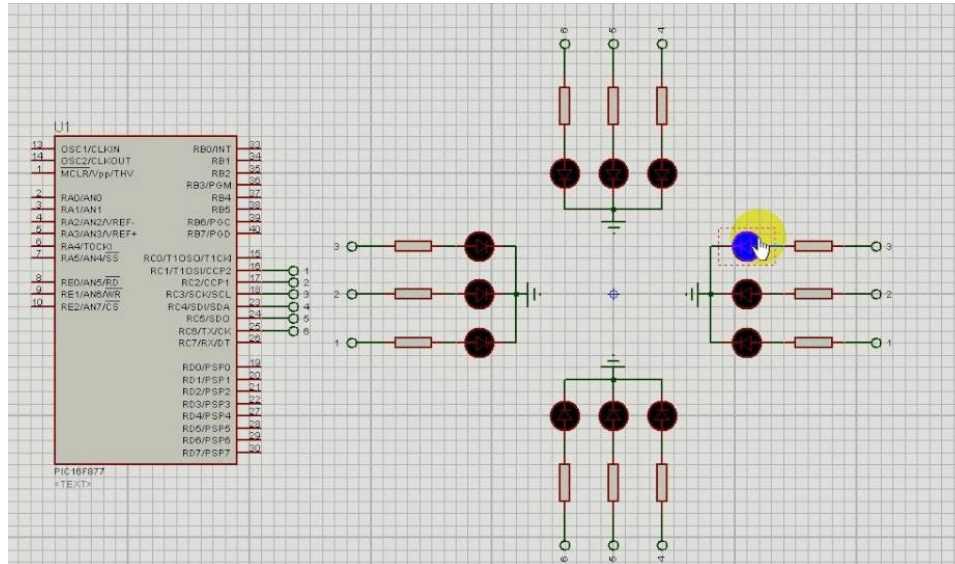 6 5 4
U1
13 OSC1/CLKIN RB0/INT 33
14 OSC2/CLKOUT RB1 34
1 MCLR/Vpp/THV RB2 35
RB3/PGM 36
2 RA0/AN0 RB4 37
3 RA1/AN1 RB5 38
4 RA2/AN2/VREF- RB6/PGC 39
5 RA3/AN3/VREF+ RB7/PGD 40
6 RA4/T0CKI
7 RA5/AN4/SS RC0/T1OSO/T1CKI 15
RC1/T1OSI/CCP2 16 1
8 RE0/AN5/RD RC2/CCP1 17 2
9 RE1/AN6/WR RC3/SCK/SCL 18 3
10 RE2/AN7/CS RC4/SDI/SDA 23 4
RC5/SDO 24 5
RC6/TX/CK 25 6
RC7/RX/DT 26
RD0/PSP0 19
RD1/PSP1 20
RD2/PSP2 21
RD3/PSP3 22
RD4/PSP4 27
RD5/PSP5 28
RD6/PSP6 29
RD7/PSP7 30
PIC16F877
<TEXT>
3
2
1
3
2
1
6 5 4